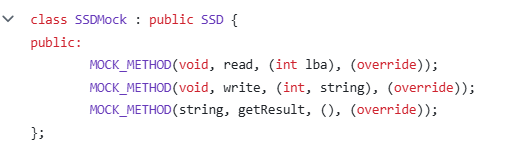 class SSDMock : public SSD {
public:
        MOCK_METHOD(void, read, (int lba), (override));
        MOCK_METHOD(void, write, (int, string), (override));
        MOCK_METHOD(string, getResult, (), (override));
};